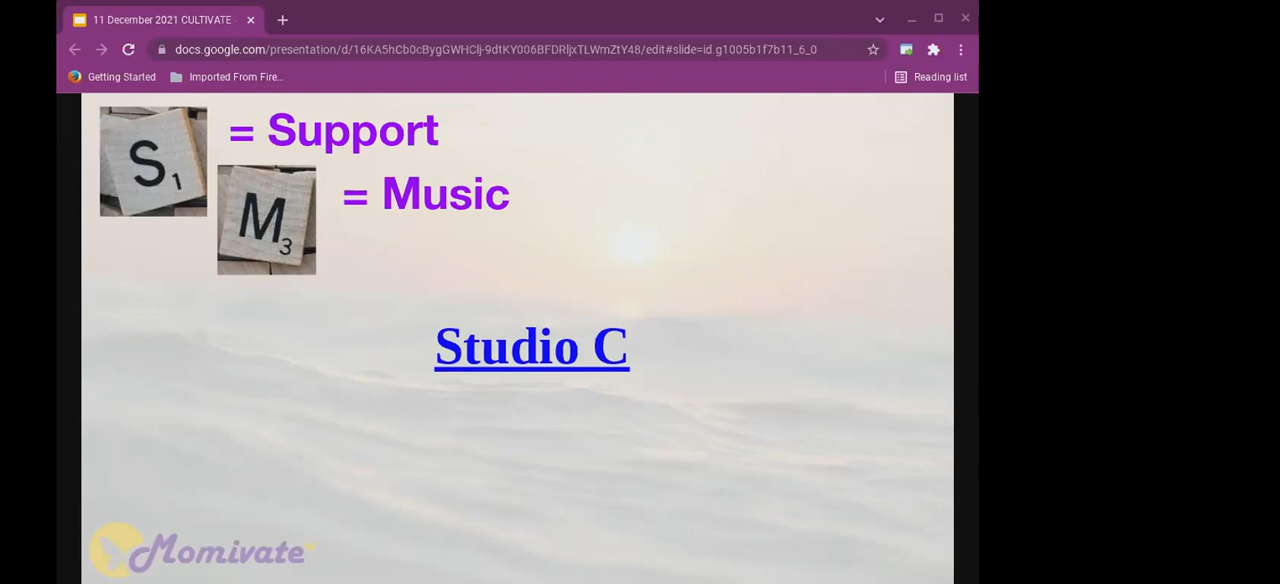 11 December 2021 CULTIVATE
docs.google.com/presentation/d/16KA5hCb0cBygGWHClj-9dtKY006BFDRljxTLWmZtY48/edit#slide=id.g1005b1f7b11_6_0
Getting Started
Imported From Fire...
Reading list
S1 = Support
M3 = Music
Studio C
Momivate